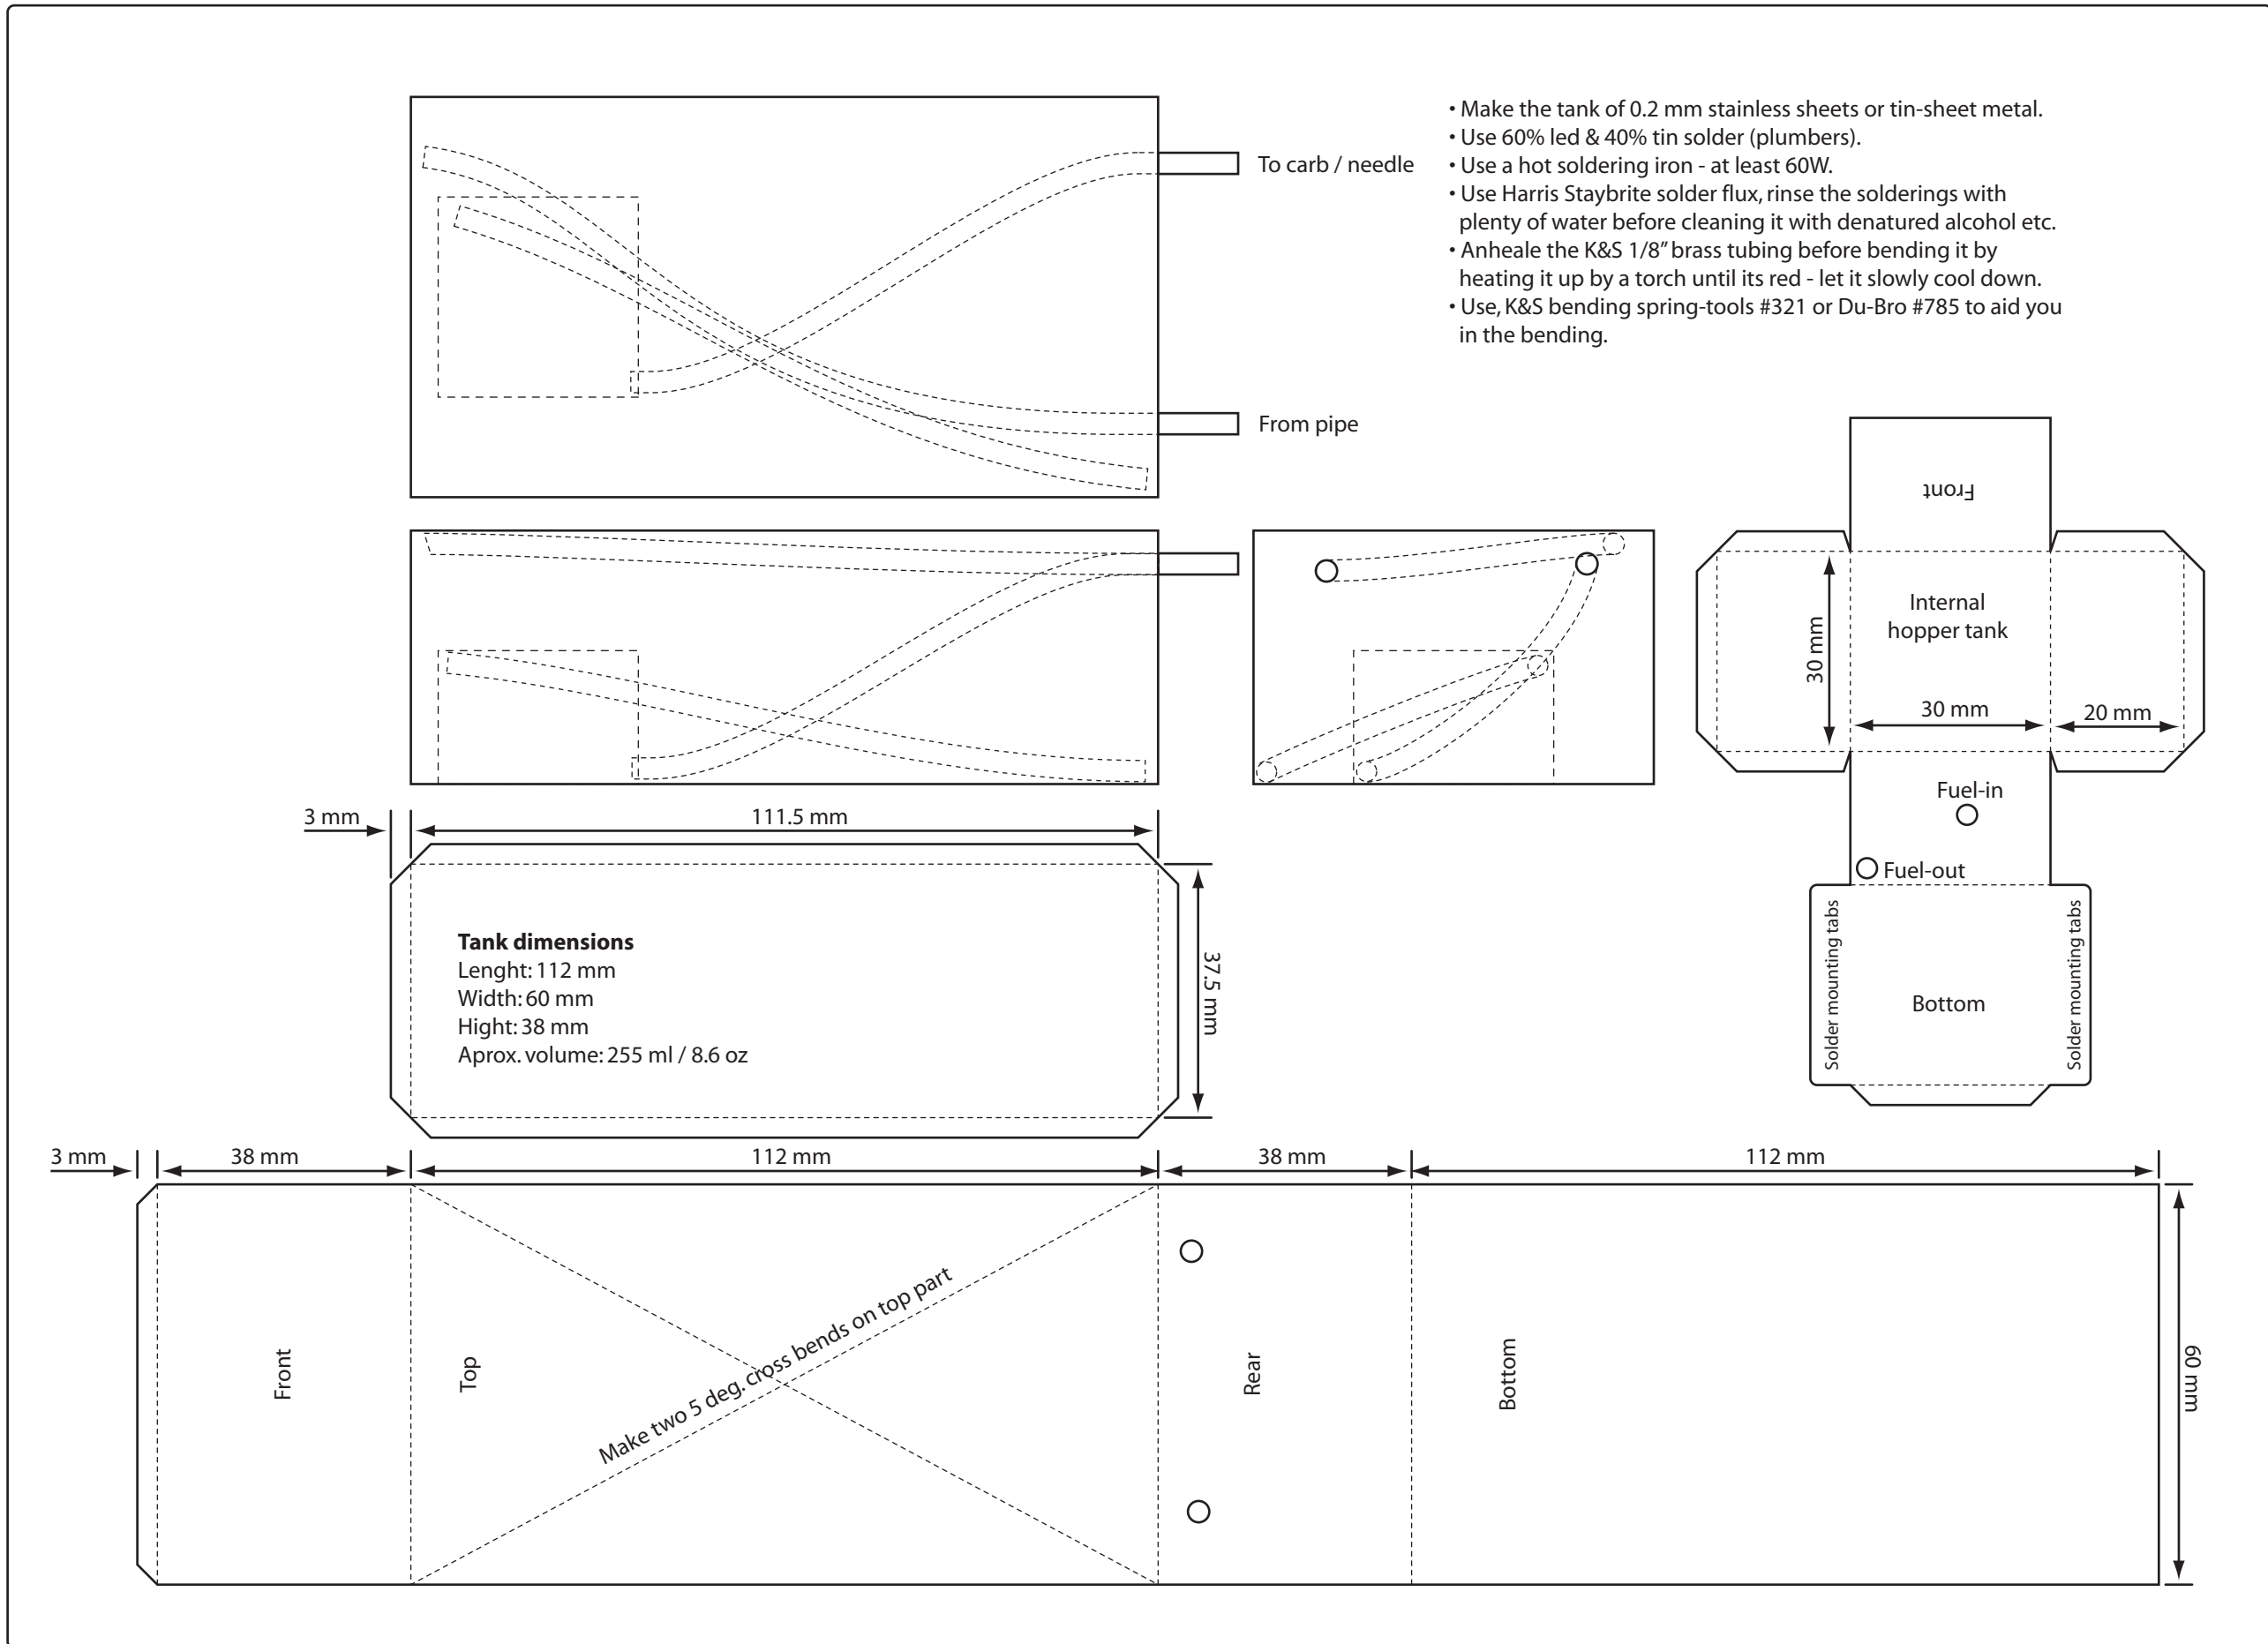 • Make the tank of 0.2 mm stainless sheets or tin-sheet metal.
• Use 60% led & 40% tin solder (plumbers).
• Use a hot soldering iron - at least 60W.
• Use Harris Staybrite solder flux, rinse the solderings with
plenty of water before cleaning it with denatured alcohol etc.
• Anheale the K&S 1/8” brass tubing before bending it by
heating it up by a torch until its red - let it slowly cool down.
• Use, K&S bending spring-tools #321 or Du-Bro #785 to aid you
in the bending.
To carb / needle
From pipe
Front
Internal
hopper tank
30 mm
30 mm
20 mm
Fuel-in
Fuel-out
Solder mounting tabs
Bottom
Solder mounting tabs
3 mm
111.5 mm
37.5 mm
Tank dimensions
Lenght: 112 mm
Width: 60 mm
Hight: 38 mm
Aprox. volume: 255 ml / 8.6 oz
3 mm
38 mm
112 mm
38 mm
112 mm
Front
Top
Make two 5 deg. cross bends on top part
Rear
Bottom
60 mm